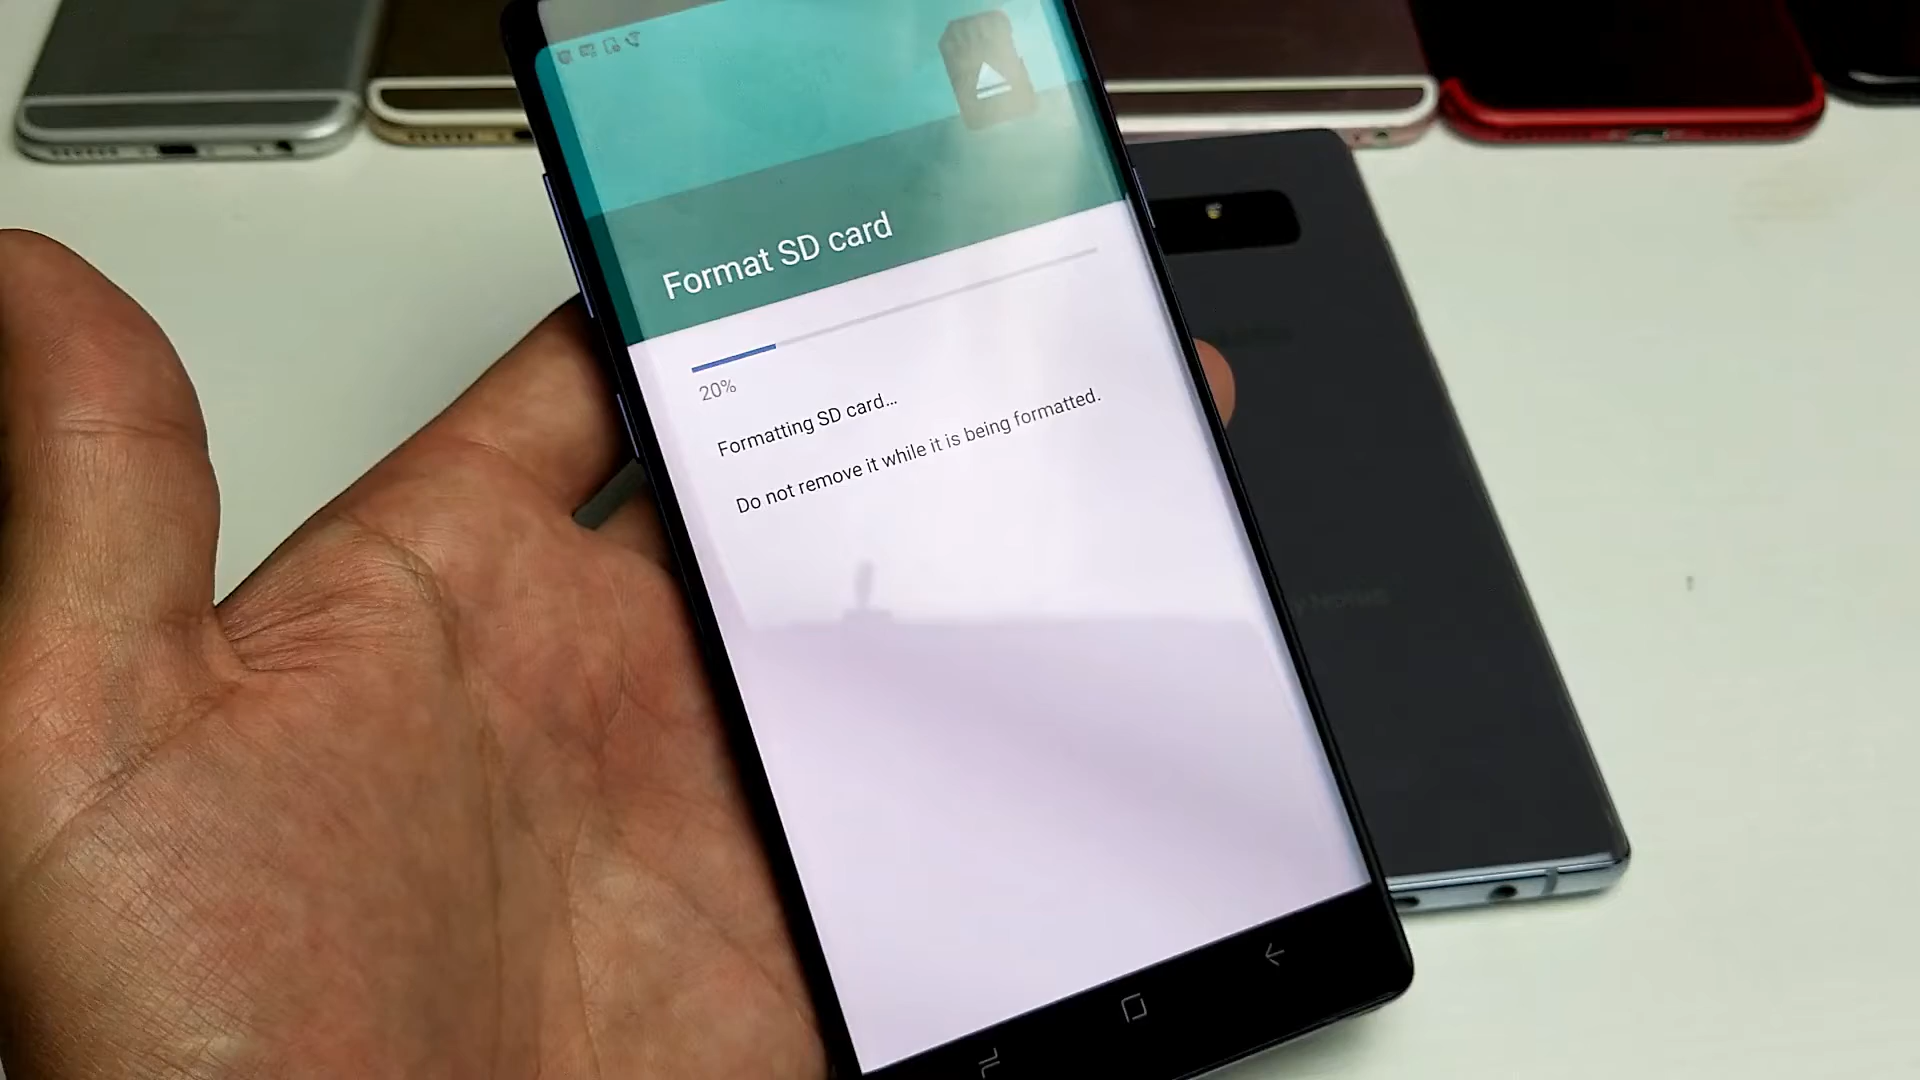 Format SD card
20%
Formatting SD card...
Do not remove it while it is being formatted.